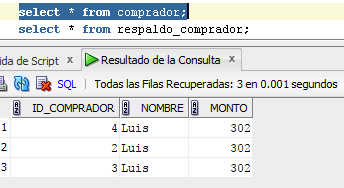 select * from comprador;
select * from respaldo_comprador;
ida de Script Resultado de la Consulta
SQL Todas las Filas Recuperadas: 3 en 0.001 segundos
ID_COMPRADOR NOMBRE MONTO
1 4 Luis 302
2 2 Luis 302
3 3 Luis 302